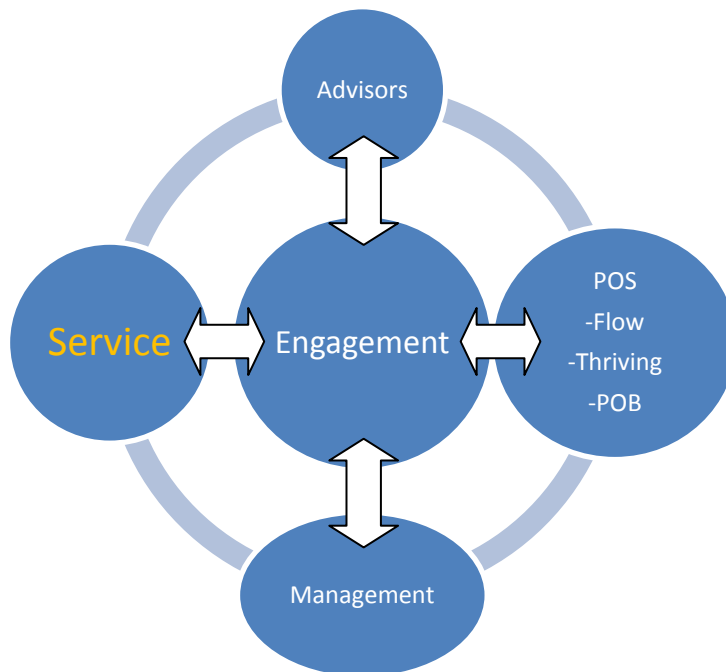 Advisors
Service
Engagement
POS
-Flow
-Thriving
-POB
Management